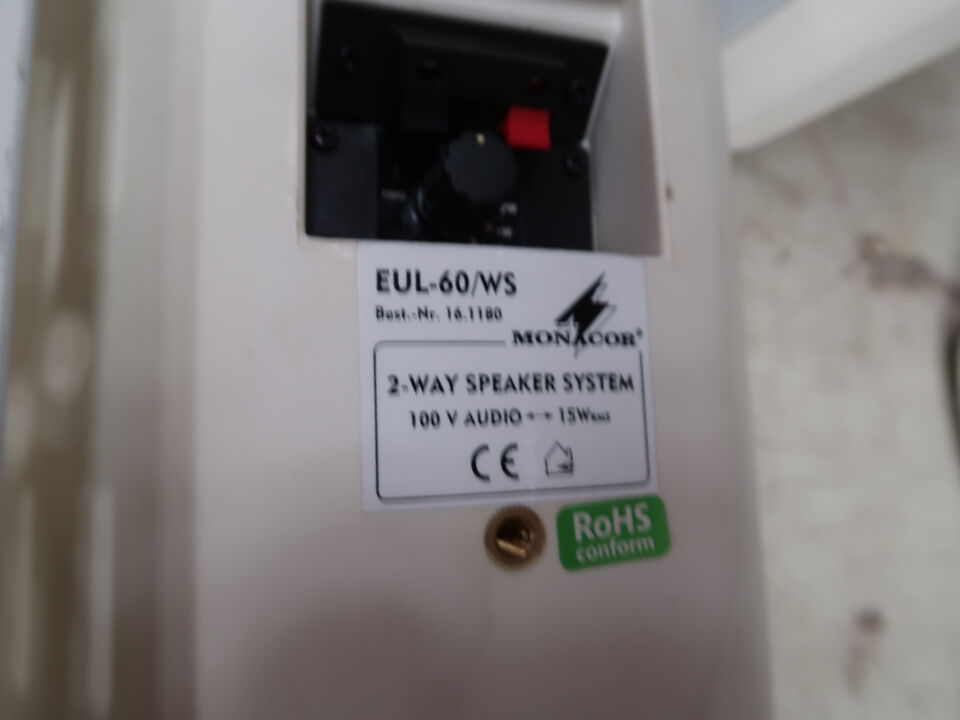 EUL-60/WS
Best.-Nr. 16.1180
MONACOR®
2-WAY SPEAKER SYSTEM
100 V AUDIO ↔ 15WRMS
CE
RoHS
conform